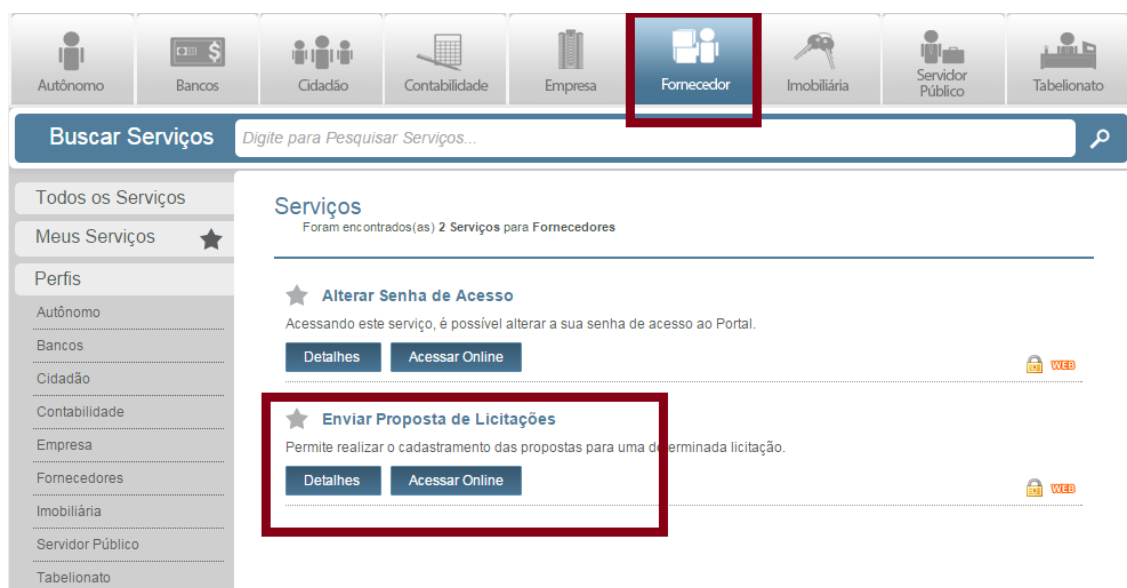 Autônomo
Bancos
Cidadão
Contabilidade
Empresa
Fornecedor
Imobiliária
Servidor
Público
Tabelionato
Buscar Serviços
Digite para Pesquisar Serviços...
Todos os Serviços
Meus Serviços
Perfis
Autônomo
Bancos
Cidadão
Contabilidade
Empresa
Fornecedores
Imobiliária
Servidor Público
Tabelionato
Serviços
Foram encontrados(as) 2 Serviços para Fornecedores
Alterar Senha de Acesso
Acessando este serviço, é possível alterar a sua senha de acesso ao Portal.
Detalhes
Acessar Online
WEB
Enviar Proposta de Licitações
Permite realizar o cadastramento das propostas para uma determinada licitação.
Detalhes
Acessar Online
WEB